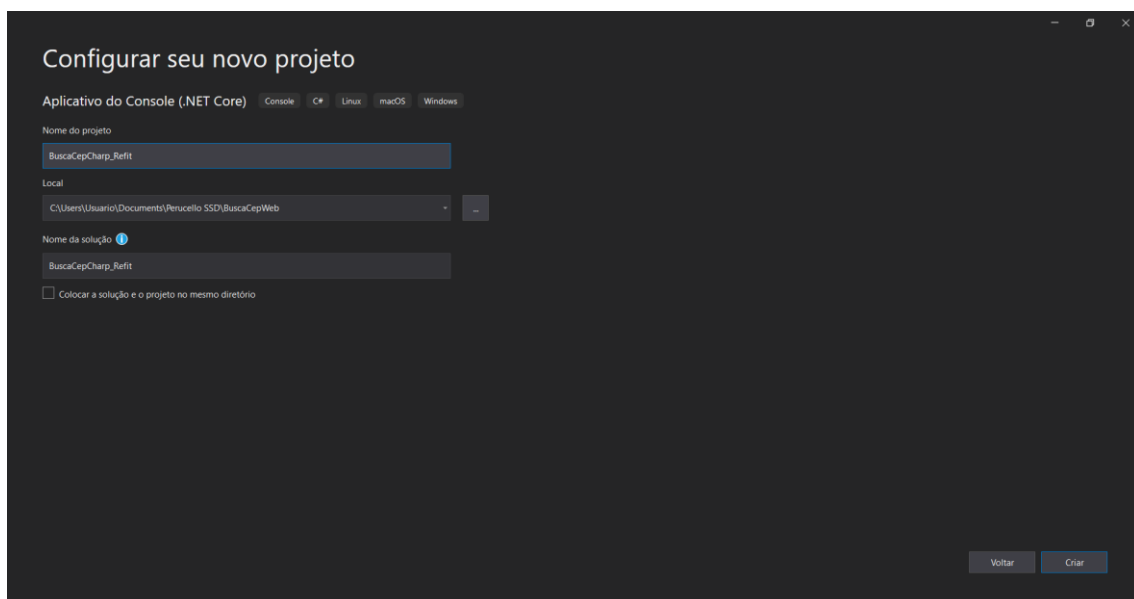 Configurar seu novo projeto
Aplicativo do Console (.NET Core) Console C# Linux macOS Windows
Nome do projeto
BuscaCepCharp_Refit
Local
C:\Users\Usuario\Documents\Perucello SSD\BuscaCepWeb
...
Nome da solução
BuscaCepCharp_Refit
Colocar a solução e o projeto no mesmo diretório
Voltar Criar